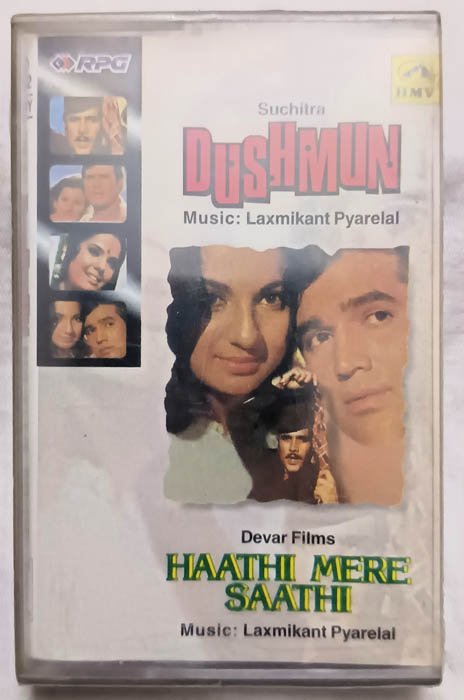 RPG
HMV
Suchitra
DUSHMUN
Music: Laxmikant Pyarelal
Devar Films
HAATHI MERE
SAATHI
Music: Laxmikant Pyarelal